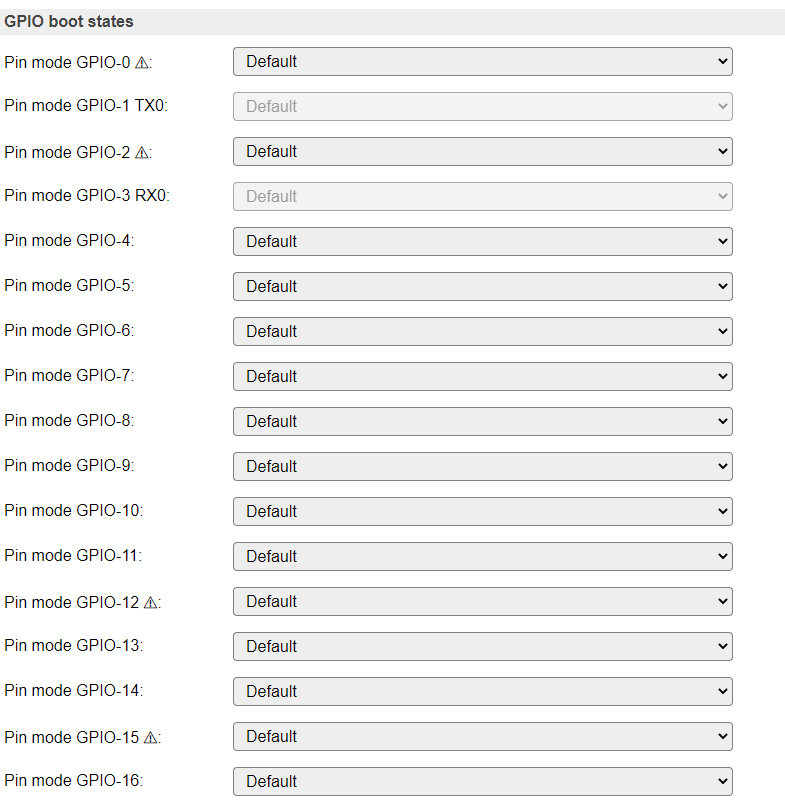 GPIO boot states
Pin mode GPIO-0 ⚠: Default
Pin mode GPIO-1 TX0: Default
Pin mode GPIO-2 ⚠: Default
Pin mode GPIO-3 RX0: Default
Pin mode GPIO-4: Default
Pin mode GPIO-5: Default
Pin mode GPIO-6: Default
Pin mode GPIO-7: Default
Pin mode GPIO-8: Default
Pin mode GPIO-9: Default
Pin mode GPIO-10: Default
Pin mode GPIO-11: Default
Pin mode GPIO-12 ⚠: Default
Pin mode GPIO-13: Default
Pin mode GPIO-14: Default
Pin mode GPIO-15 ⚠: Default
Pin mode GPIO-16: Default